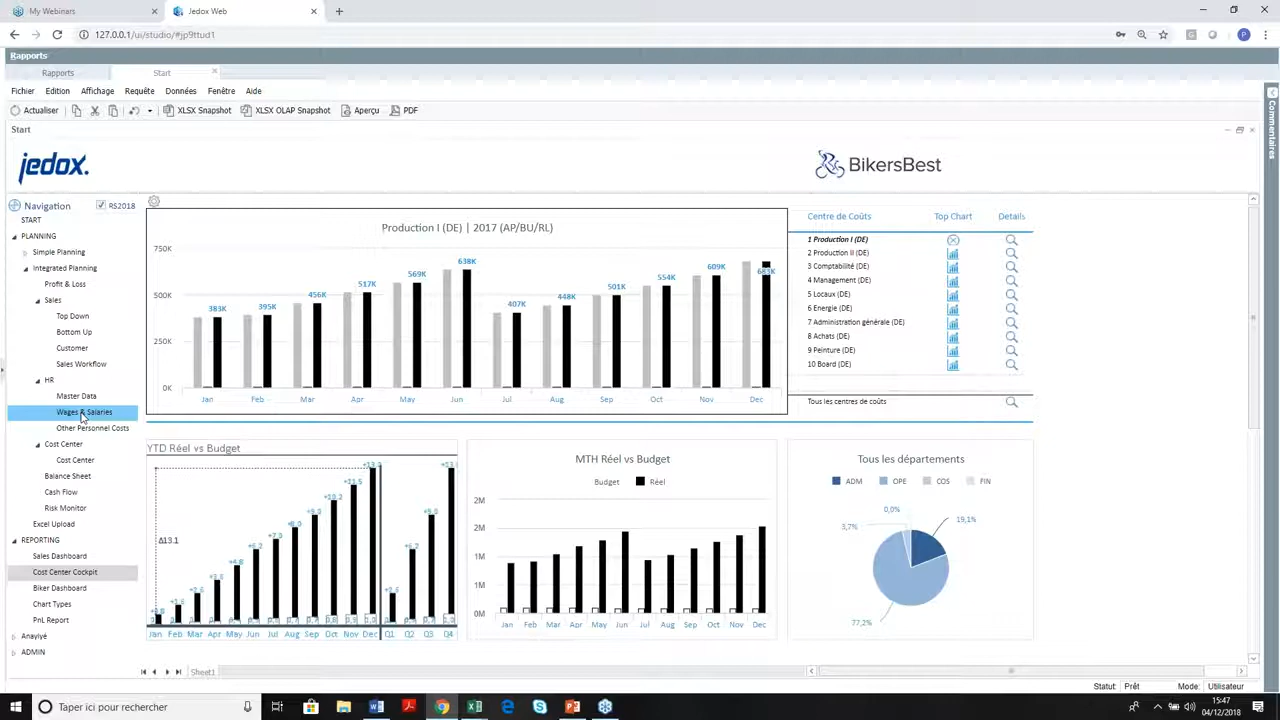 My Webinars
Jedox Web
127.0.0.1/ui/studio/#jp9ttud1
Rapports
Rapports
Start
Fichier Edition Affichage Requête Données Fenêtre Aide
Actualiser XLSX Snapshot XLSX OLAP Snapshot Aperçu PDF
Start
Commentaires
jedox.
BikersBest
Navigation RS2018
START
PLANNING
Simple Planning
Integrated Planning
Profit & Loss
Sales
Top Down
Bottom Up
Customer
Sales Workflow
HR
Master Data
Wages & Salaries
Other Personnel Costs
Cost Center
Cost Center
Balance Sheet
Cash Flow
Risk Monitor
Excel Upload
REPORTING
Sales Dashboard
Cost Center Cockpit
Biker Dashboard
Chart Types
PnL Report
Anaylyé
ADMIN
Production I (DE) | 2017 (AP/BU/RL)
750K
500K
250K
0K
383K 395K 456K 517K 569K 638K 407K 448K 501K 554K 609K 683K
Jan Feb Mar Apr May Jun Jul Aug Sep Oct Nov Dec
Centre de Coûts Top Chart Details
1 Production I (DE)
2 Production II (DE)
3 Comptabilité (DE)
4 Management (DE)
5 Locaux (DE)
6 Energie (DE)
7 Administration générale (DE)
8 Achats (DE)
9 Peinture (DE)
10 Board (DE)
Tous les centres de coûts
YTD Réel vs Budget
Δ13.1
Jan Feb Mar Apr May Jun Jul Aug Sep Oct Nov Dec Q1 Q2 Q3 Q4
MTH Réel vs Budget
Budget Réel
2M
2M
1M
1M
0M
Jan Feb Mar Apr May Jun Jul Aug Sep Oct Nov Dec
Tous les départements
ADM OPE COS FIN
0,0%
3,7%
19,1%
77,2%
Sheet1
Statut: Prêt Mode: Utilisateur
Taper ici pour rechercher
15:47
04/12/2018